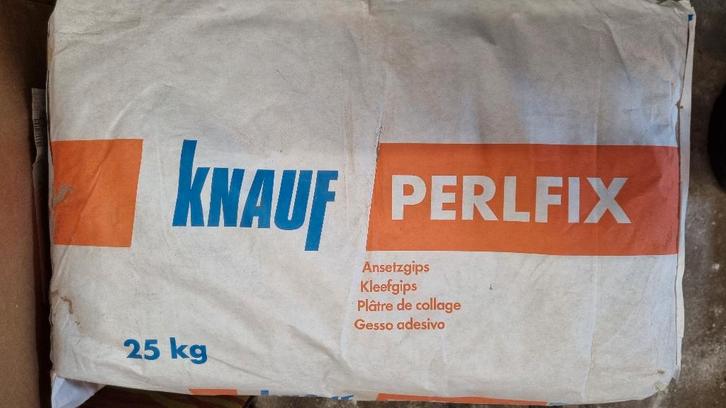 KNAUF PERLFIX
Ansetzgips
Kleefgips
Plâtre de collage
Gesso adesivo
25 kg